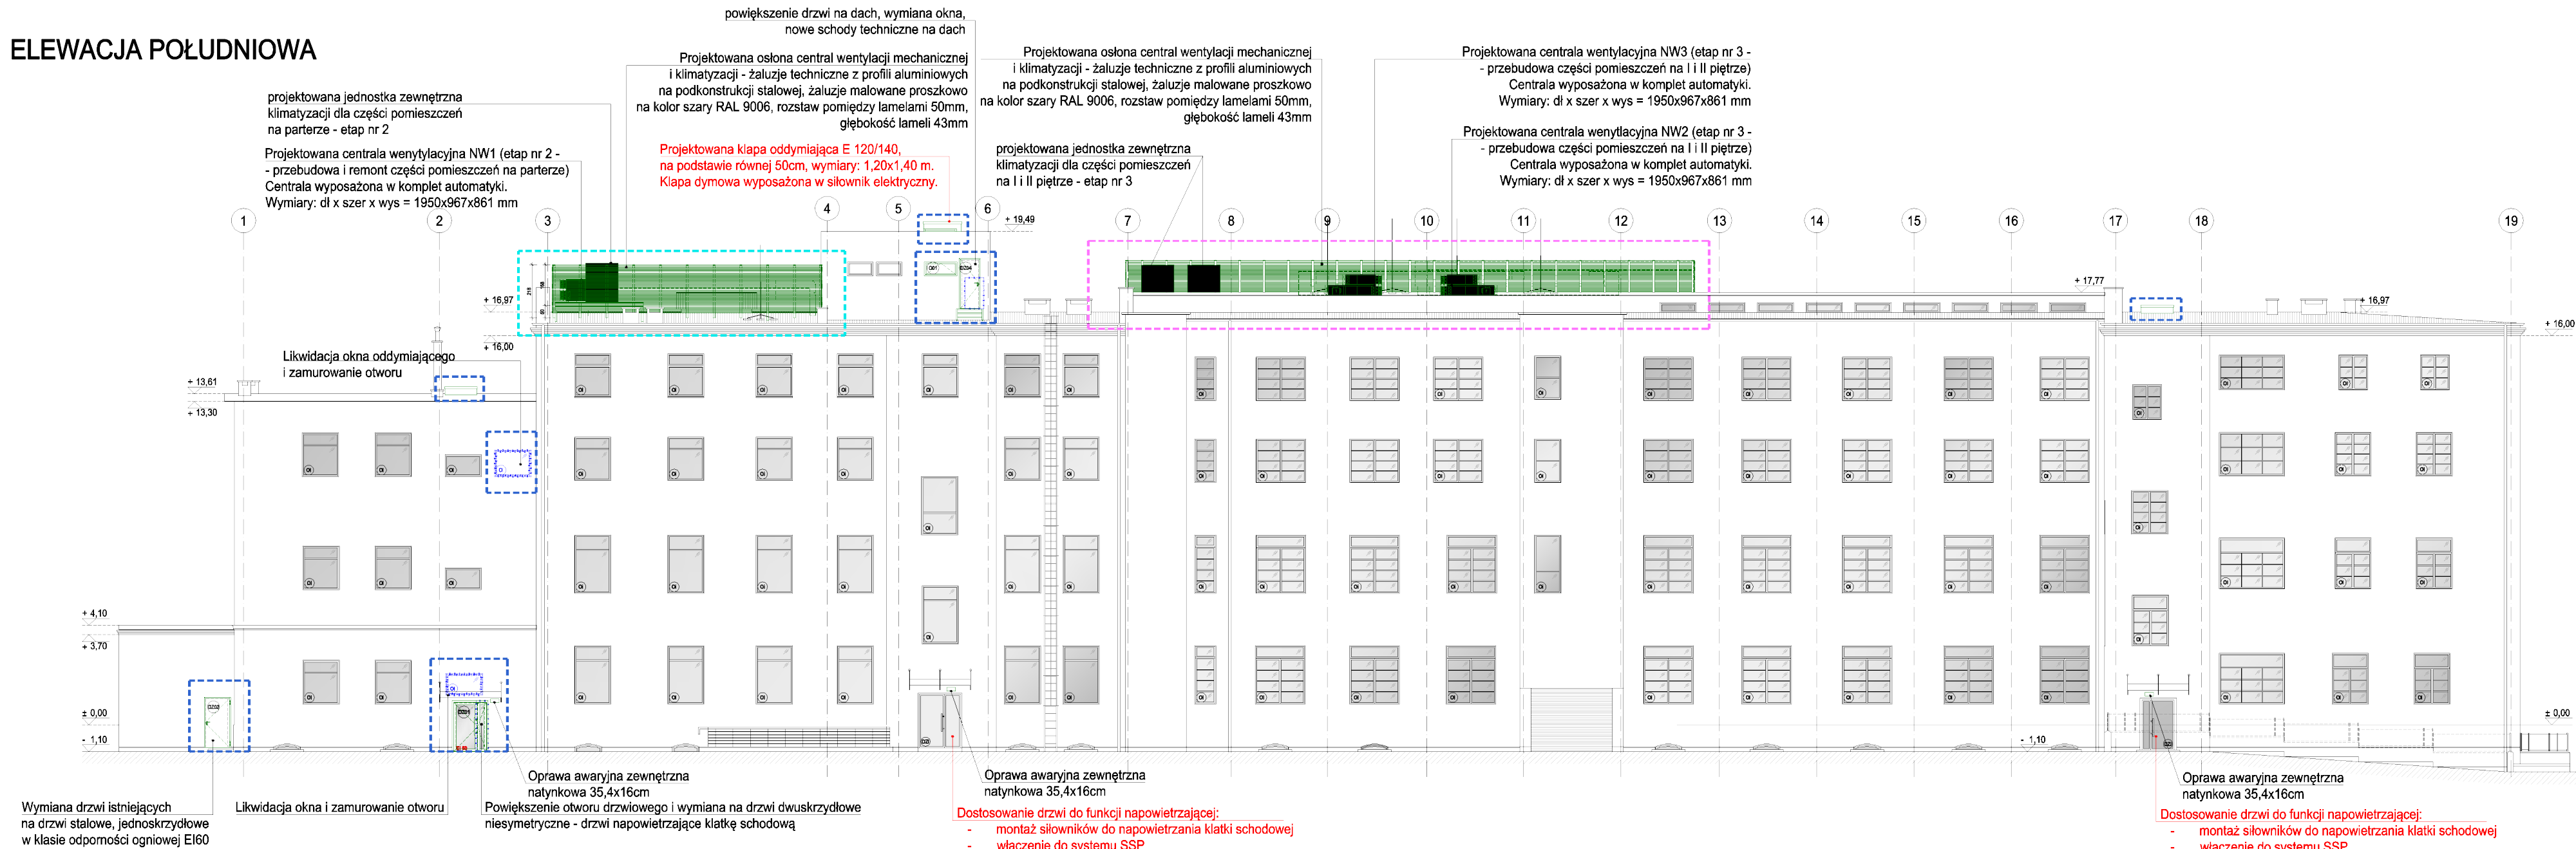 ELEWACJA POŁUDNIOWA
powiększenie drzwi na dach, wymiana okna,
nowe schody techniczne na dach
Projektowana osłona central wentylacji mechanicznej
i klimatyzacji - żaluzje techniczne z profili aluminiowych
na podkonstrukcji stalowej, żaluzje malowane proszkowo
na kolor szary RAL 9006, rozstaw pomiędzy lamelami 50mm,
głębokość lameli 43mm
Projektowana osłona central wentylacji mechanicznej
i klimatyzacji - żaluzje techniczne z profili aluminiowych
na podkonstrukcji stalowej, żaluzje malowane proszkowo
na kolor szary RAL 9006, rozstaw pomiędzy lamelami 50mm,
głębokość lameli 43mm
Projektowana centrala wentylacyjna NW3 (etap nr 3 -
- przebudowa części pomieszczeń na I i II piętrze)
Centrala wyposażona w komplet automatyki.
Wymiary: dł x szer x wys = 1950x967x861 mm
projektowana jednostka zewnętrzna
klimatyzacji dla części pomieszczeń
na parterze - etap nr 2
Projektowana centrala wenytylacyjna NW1 (etap nr 2 -
- przebudowa i remont części pomieszczeń na parterze)
Centrala wyposażona w komplet automatyki.
Wymiary: dł x szer x wys = 1950x967x861 mm
Projektowana klapa oddymiająca E 120/140,
na podstawie równej 50cm, wymiary: 1,20x1,40 m.
Klapa dymowa wyposażona w siłownik elektryczny.
projektowana jednostka zewnętrzna
klimatyzacji dla części pomieszczeń
na I i II piętrze - etap nr 3
Projektowana centrala wenytlacyjna NW2 (etap nr 3 -
- przebudowa części pomieszczeń na I i II piętrze)
Centrala wyposażona w komplet automatyki.
Wymiary: dł x szer x wys = 1950x967x861 mm
1 2 3 4 5 6 7 8 9 10 11 12 13 14 15 16 17 18 19
+ 19,49
+ 17,77
+ 16,97
+ 16,97
+ 16,00
+ 16,00
Likwidacja okna oddymiającego
i zamurowanie otworu
+ 13,61
+ 13,30
+ 4,10
+ 3,70
± 0,00
± 0,00
- 1,10
- 1,10
Oprawa awaryjna zewnętrzna
natynkowa 35,4x16cm
Oprawa awaryjna zewnętrzna
natynkowa 35,4x16cm
Oprawa awaryjna zewnętrzna
natynkowa 35,4x16cm
Wymiana drzwi istniejących
na drzwi stalowe, jednoskrzydłowe
w klasie odporności ogniowej EI60
Likwidacja okna i zamurowanie otworu
Powiększenie otworu drzwiowego i wymiana na drzwi dwuskrzydłowe
niesymetryczne - drzwi napowietrzające klatkę schodową
Dostosowanie drzwi do funkcji napowietrzającej:
- montaż siłowników do napowietrzania klatki schodowej
- włączenie do systemu SSP
Dostosowanie drzwi do funkcji napowietrzającej:
- montaż siłowników do napowietrzania klatki schodowej
- włączenie do systemu SSP